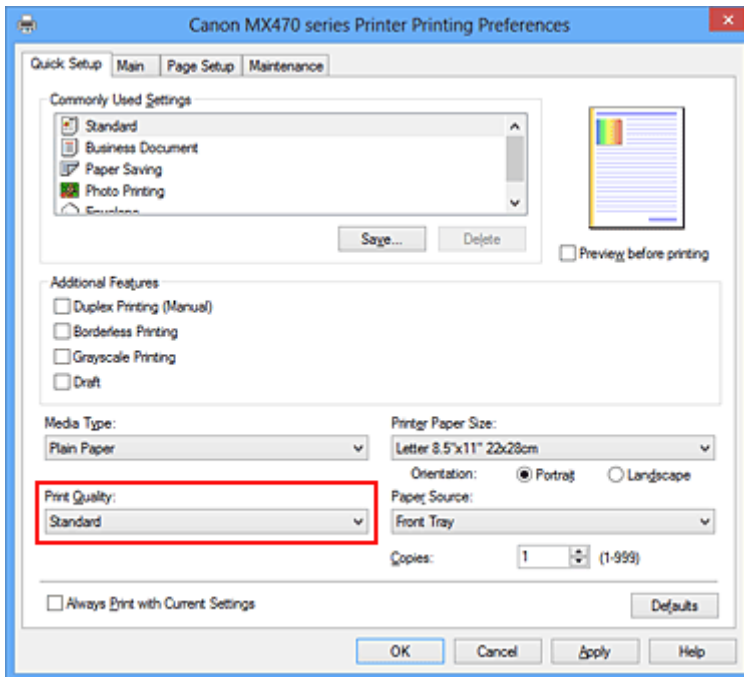 Canon MX470 series Printer Printing Preferences
Quick Setup Main Page Setup Maintenance
Commonly Used Settings
Standard
Business Document
Paper Saving
Photo Printing
Envelope
Save... Delete
Preview before printing
Additional Features
Duplex Printing (Manual)
Borderless Printing
Grayscale Printing
Draft
Media Type: Printer Paper Size:
Plain Paper Letter 8.5"x11" 22x28cm
Orientation: Portrait Landscape
Print Quality: Paper Source:
Standard Front Tray
Copies: 1 (1-999)
Always Print with Current Settings Defaults
OK Cancel Apply Help